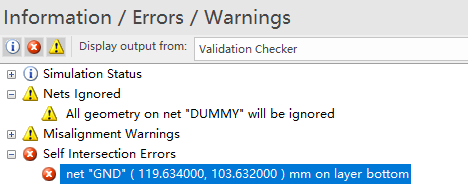 Information / Errors / Warnings
Display output from: Validation Checker
Simulation Status
Nets Ignored
All geometry on net "DUMMY" will be ignored
Misalignment Warnings
Self Intersection Errors
net "GND" ( 119.634000, 103.632000 ) mm on layer bottom